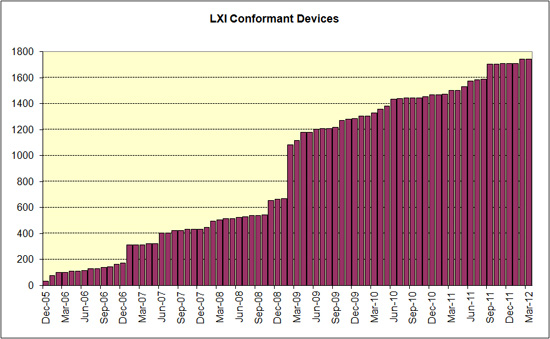 LXI Conformant Devices
1800
1600
1400
1200
1000
800
600
400
200
0
Dec-05
Mar-06
Jun-06
Sep-06
Dec-06
Mar-07
Jun-07
Sep-07
Dec-07
Mar-08
Jun-08
Sep-08
Dec-08
Mar-09
Jun-09
Sep-09
Dec-09
Mar-10
Jun-10
Sep-10
Dec-10
Mar-11
Jun-11
Sep-11
Dec-11
Mar-12